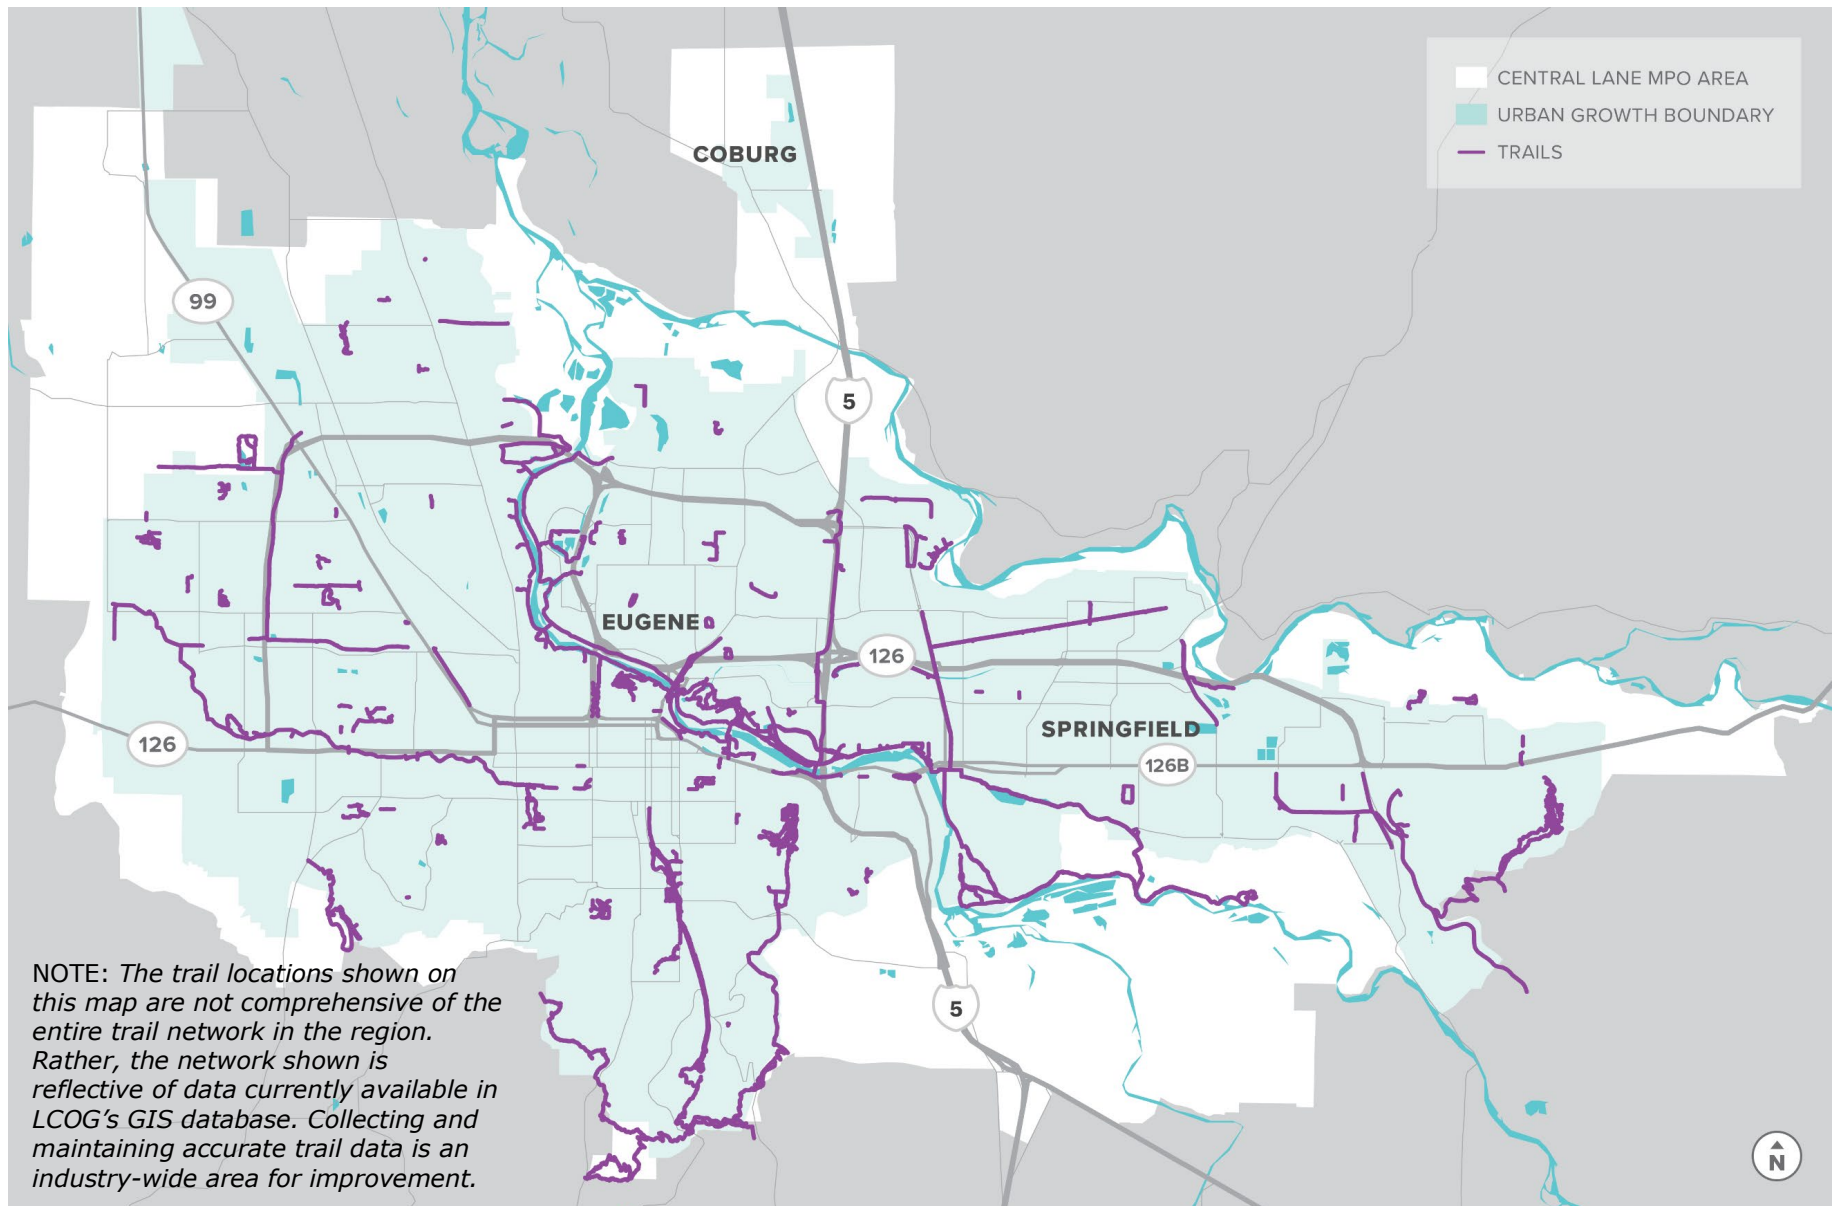 CENTRAL LANE MPO AREA
URBAN GROWTH BOUNDARY
TRAILS
COBURG
99
5
EUGENE
126
SPRINGFIELD
126
126B
5
NOTE: The trail locations shown on
this map are not comprehensive of the
entire trail network in the region.
Rather, the network shown is
reflective of data currently available in
LCOG’s GIS database. Collecting and
maintaining accurate trail data is an
industry-wide area for improvement.
N